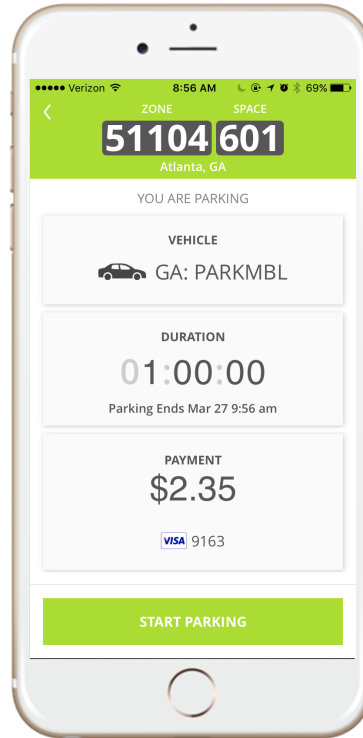 Verizon 8:56 AM 69%
ZONE SPACE
51104 601
Atlanta, GA
YOU ARE PARKING
VEHICLE
GA: PARKMBL
DURATION
01:00:00
Parking Ends Mar 27 9:56 am
PAYMENT
$2.35
VISA 9163
START PARKING